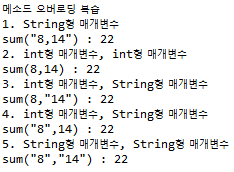 메소드 오버로딩 복습
1. String형 매개변수
sum("8,14") : 22
2. int형 매개변수, int형 매개변수
sum(8,14) : 22
3. int형 매개변수, String형 매개변수
sum(8,"14") : 22
4. int형 매개변수, String형 매개변수
sum("8",14) : 22
5. String형 매개변수, String형 매개변수
sum("8","14") : 22